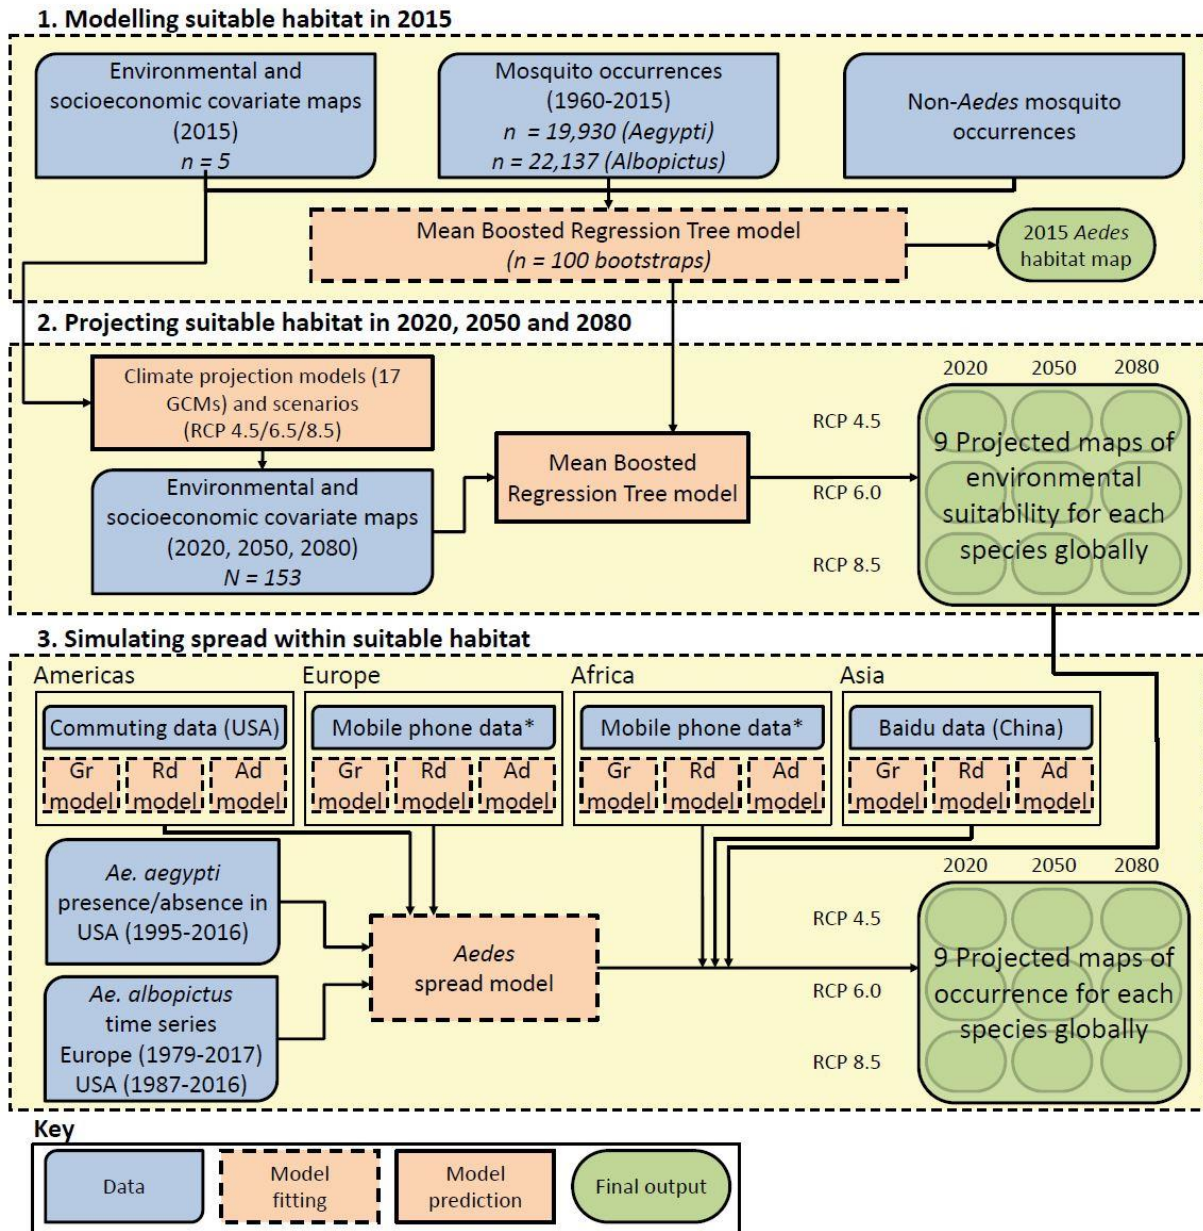 1. Modelling suitable habitat in 2015
Environmental and
socioeconomic covariate maps
(2015)
n = 5
Mosquito occurrences
(1960-2015)
n = 19,930 (Aegypti)
n = 22,137 (Albopictus)
Non-Aedes mosquito
occurrences
Mean Boosted Regression Tree model
(n = 100 bootstraps)
2015 Aedes
habitat map
2. Projecting suitable habitat in 2020, 2050 and 2080
Climate projection models (17
GCMs) and scenarios
(RCP 4.5/6.5/8.5)
Environmental and
socioeconomic covariate maps
(2020, 2050, 2080)
N = 153
Mean Boosted
Regression Tree model
2020 2050 2080
RCP 4.5
RCP 6.0
RCP 8.5
9 Projected maps of
environmental
suitability for each
species globally
3. Simulating spread within suitable habitat
Americas
Commuting data (USA)
Gr model
Rd model
Ad model
Europe
Mobile phone data*
Gr model
Rd model
Ad model
Africa
Mobile phone data*
Gr model
Rd model
Ad model
Asia
Baidu data (China)
Gr model
Rd model
Ad model
Ae. aegypti
presence/absence in
USA (1995-2016)
Ae. albopictus
time series
Europe (1979-2017)
USA (1987-2016)
Aedes
spread model
2020 2050 2080
RCP 4.5
RCP 6.0
RCP 8.5
9 Projected maps of
occurrence for each
species globally
Key
Data
Model
fitting
Model
prediction
Final output